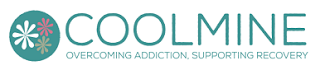 COOLMINE
OVERCOMING ADDICTION, SUPPORTING RECOVERY